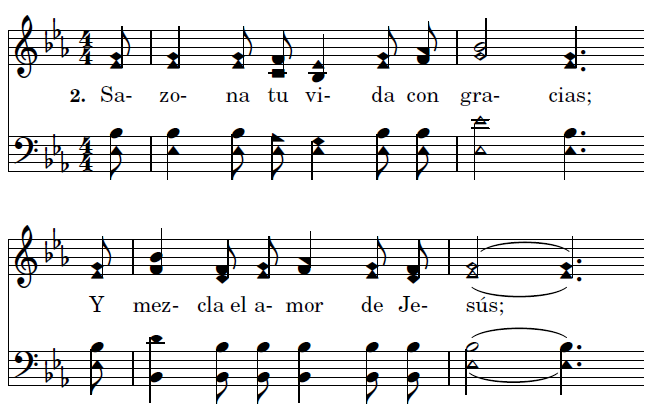 2. Sa- zo- na tu vi- da con gra- cias;
Y mez- cla el a- mor de Je- sús;